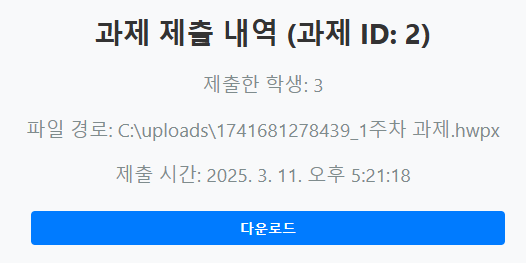 과제 제출 내역 (과제 ID: 2)
제출한 학생: 3
파일 경로: C:\uploads\1741681278439_1주차 과제.hwpx
제출 시간: 2025. 3. 11. 오후 5:21:18
다운로드